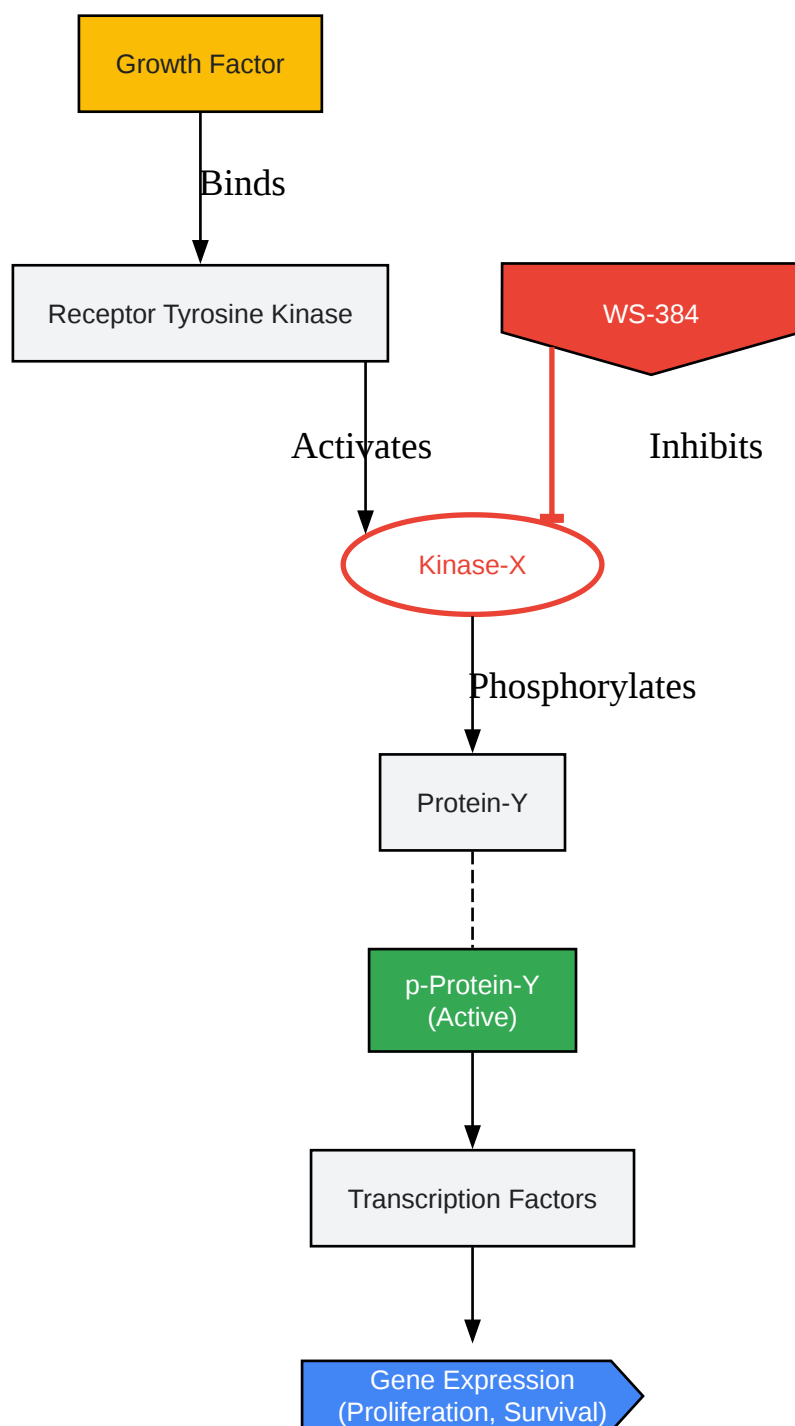 Growth Factor
Binds
Receptor Tyrosine Kinase
WS-384
Activates
Inhibits
Kinase-X
Phosphorylates
Protein-Y
p-Protein-Y
(Active)
Transcription Factors
Gene Expression
(Proliferation, Survival)